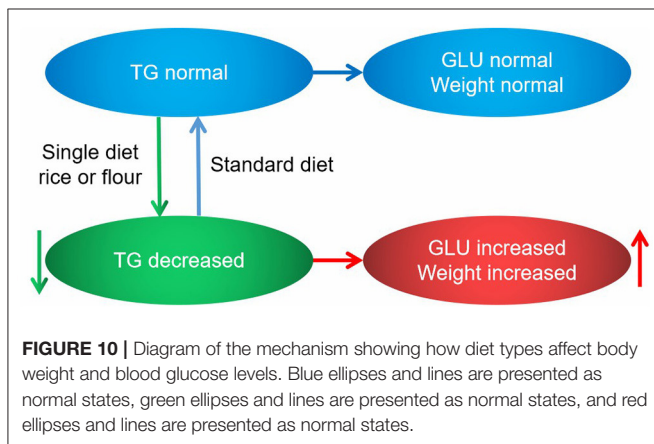 TG normal
GLU normal
Weight normal
Single diet
rice or flour
Standard diet
TG decreased
GLU increased
Weight increased
FIGURE 10 | Diagram of the mechanism showing how diet types affect body
weight and blood glucose levels. Blue ellipses and lines are presented as
normal states, green ellipses and lines are presented as normal states, and red
ellipses and lines are presented as normal states.